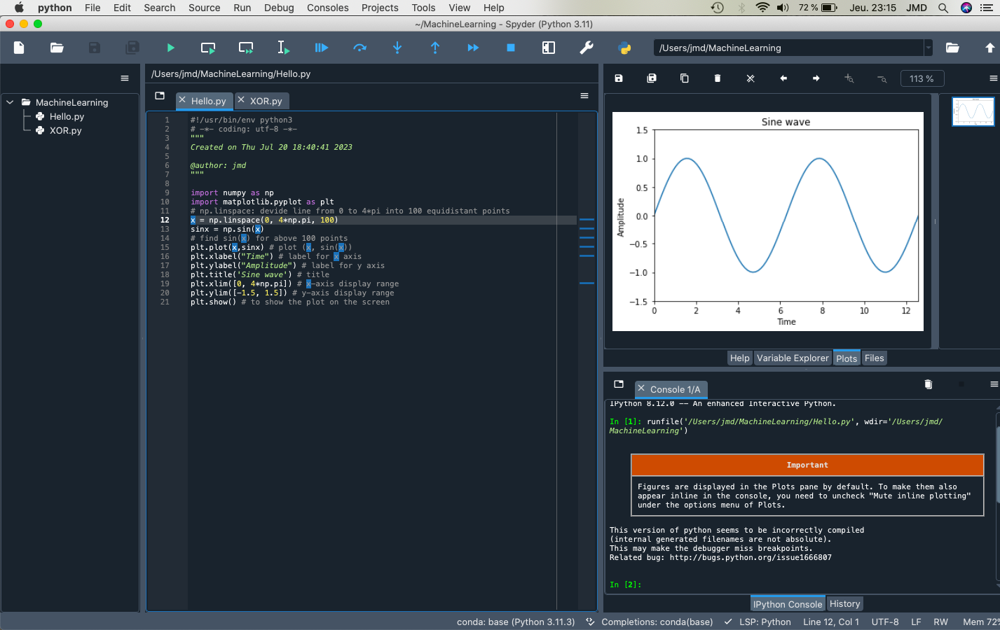 python File Edit Search Source Run Debug Consoles Projects Tools View Help 72 % Jeu. 23:15 JMD
~/MachineLearning - Spyder (Python 3.11)
/Users/jmd/MachineLearning
/Users/jmd/MachineLearning/Hello.py
MachineLearning
Hello.py
XOR.py
Hello.py XOR.py
1 #!/usr/bin/env python3
2 # -*- coding: utf-8 -*-
3 """
4 Created on Thu Jul 20 18:40:41 2023
5
6 @author: jmd
7 """
8
9 import numpy as np
10 import matplotlib.pyplot as plt
11 # np.linspace: devide line from 0 to 4*pi into 100 equidistant points
12 x = np.linspace(0, 4*np.pi, 100)
13 sinx = np.sin(x)
14 # find sin(x) for above 100 points
15 plt.plot(x,sinx) # plot (x, sin(x))
16 plt.xlabel("Time") # label for x axis
17 plt.ylabel("Amplitude") # label for y axis
18 plt.title('Sine wave') # title
19 plt.xlim([0, 4*np.pi]) # x-axis display range
20 plt.ylim([-1.5, 1.5]) # y-axis display range
21 plt.show() # to show the plot on the screen
113 %
Sine wave
1.5
1.0
0.5
0.0
−0.5
−1.0
−1.5
Amplitude
0 2 4 6 8 10 12
Time
Help Variable Explorer Plots Files
Console 1/A
IPython 8.12.0 -- An enhanced Interactive Python.
In [1]: runfile('/Users/jmd/MachineLearning/Hello.py', wdir='/Users/jmd/
MachineLearning')
Important
Figures are displayed in the Plots pane by default. To make them also
appear inline in the console, you need to uncheck "Mute inline plotting"
under the options menu of Plots.
This version of python seems to be incorrectly compiled
(internal generated filenames are not absolute).
This may make the debugger miss breakpoints.
Related bug: http://bugs.python.org/issue1666807
In [2]:
IPython Console History
conda: base (Python 3.11.3) Completions: conda(base) LSP: Python Line 12, Col 1 UTF-8 LF RW Mem 72%